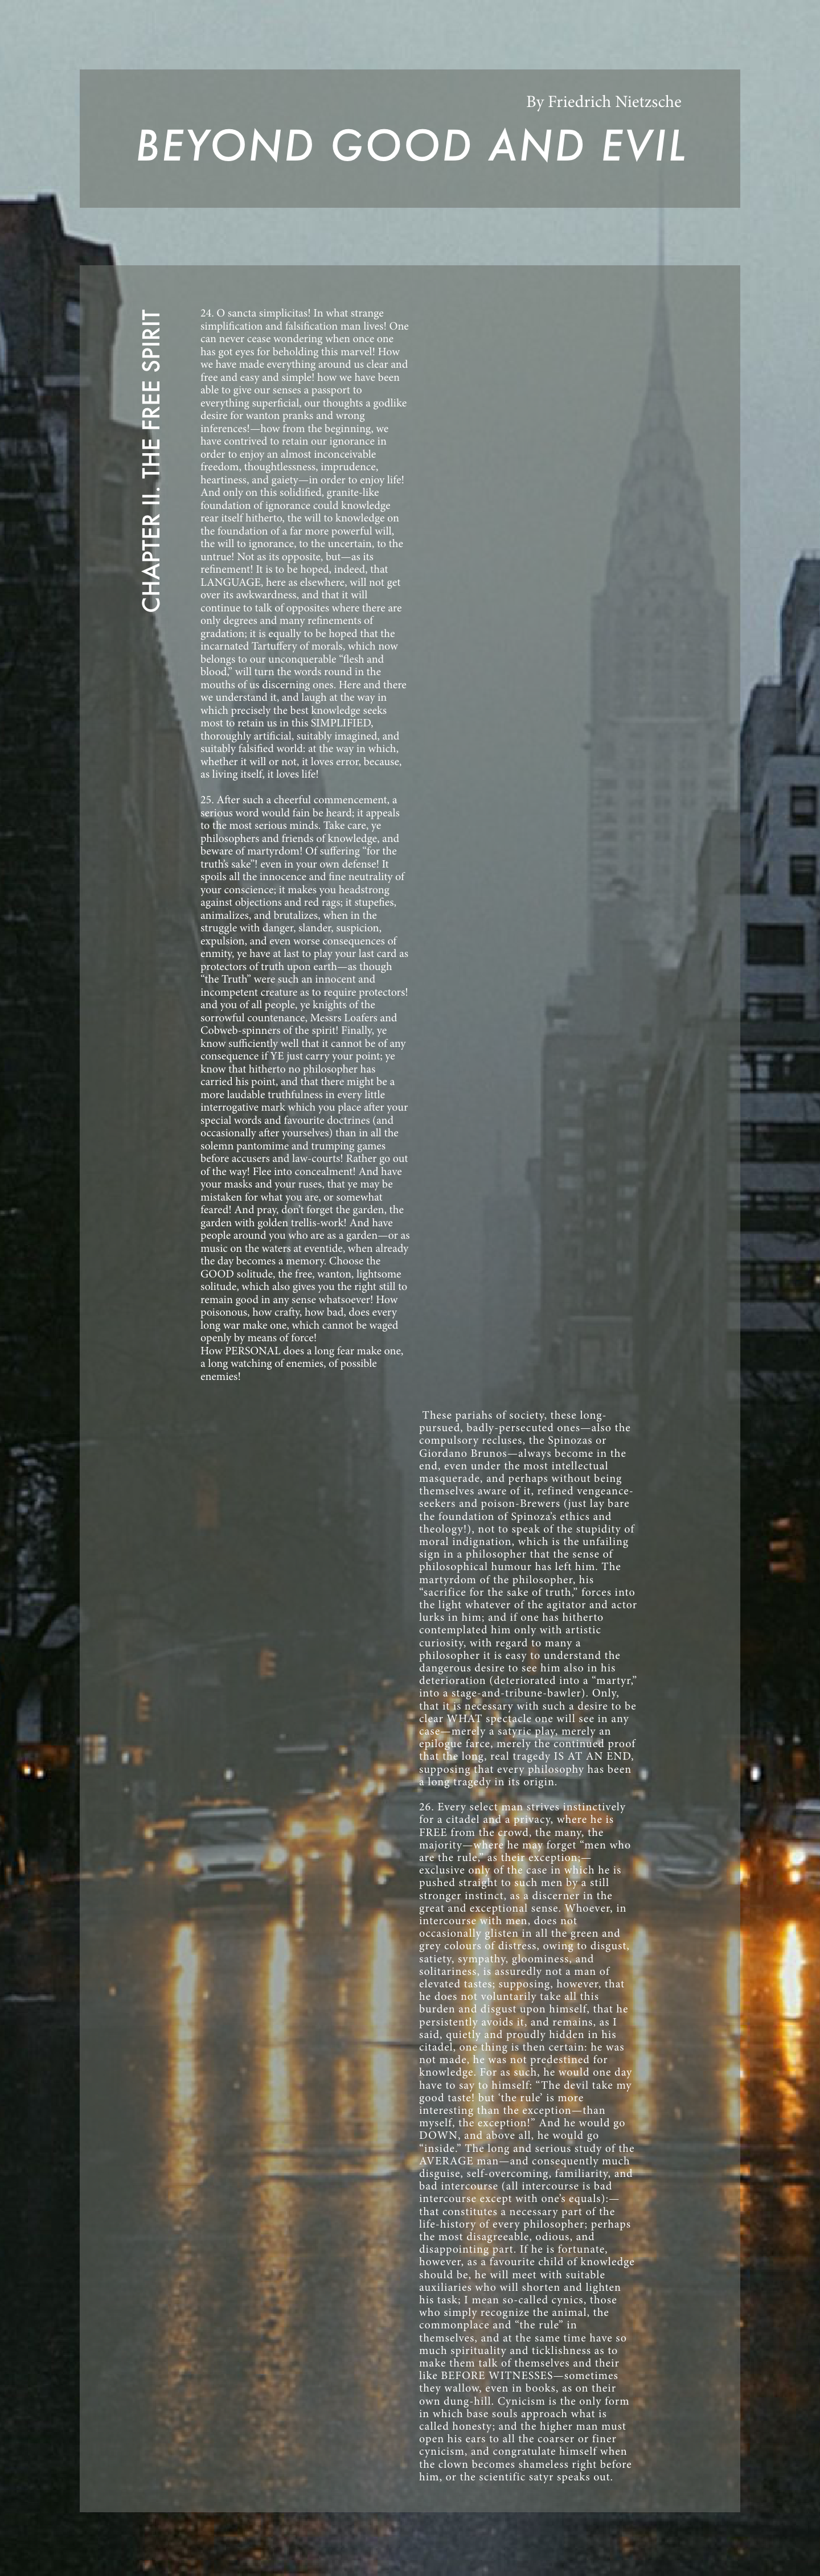 By Friedrich Nietzsche
BEYOND GOOD AND EVIL
CHAPTER II. THE FREE SPIRIT
24. O sancta simplicitas! In what strange
simplification and falsification man lives! One
can never cease wondering when once one
has got eyes for beholding this marvel! How
we have made everything around us clear and
free and easy and simple! how we have been
able to give our senses a passport to
everything superficial, our thoughts a godlike
desire for wanton pranks and wrong
inferences!—how from the beginning, we
have contrived to retain our ignorance in
order to enjoy an almost inconceivable
freedom, thoughtlessness, imprudence,
heartiness, and gaiety—in order to enjoy life!
And only on this solidified, granite-like
foundation of ignorance could knowledge
rear itself hitherto, the will to knowledge on
the foundation of a far more powerful will,
the will to ignorance, to the uncertain, to the
untrue! Not as its opposite, but—as its
refinement! It is to be hoped, indeed, that
LANGUAGE, here as elsewhere, will not get
over its awkwardness, and that it will
continue to talk of opposites where there are
only degrees and many refinements of
gradation; it is equally to be hoped that the
incarnated Tartuffery of morals, which now
belongs to our unconquerable “flesh and
blood,” will turn the words round in the
mouths of us discerning ones. Here and there
we understand it, and laugh at the way in
which precisely the best knowledge seeks
most to retain us in this SIMPLIFIED,
thoroughly artificial, suitably imagined, and
suitably falsified world: at the way in which,
whether it will or not, it loves error, because,
as living itself, it loves life!
25. After such a cheerful commencement, a
serious word would fain be heard; it appeals
to the most serious minds. Take care, ye
philosophers and friends of knowledge, and
beware of martyrdom! Of suffering “for the
truth’s sake”! even in your own defense! It
spoils all the innocence and fine neutrality of
your conscience; it makes you headstrong
against objections and red rags; it stupefies,
animalizes, and brutalizes, when in the
struggle with danger, slander, suspicion,
expulsion, and even worse consequences of
enmity, ye have at last to play your last card as
protectors of truth upon earth—as though
“the Truth” were such an innocent and
incompetent creature as to require protectors!
and you of all people, ye knights of the
sorrowful countenance, Messrs Loafers and
Cobweb-spinners of the spirit! Finally, ye
know sufficiently well that it cannot be of any
consequence if YE just carry your point; ye
know that hitherto no philosopher has
carried his point, and that there might be a
more laudable truthfulness in every little
interrogative mark which you place after your
special words and favourite doctrines (and
occasionally after yourselves) than in all the
solemn pantomime and trumping games
before accusers and law-courts! Rather go out
of the way! Flee into concealment! And have
your masks and your ruses, that ye may be
mistaken for what you are, or somewhat
feared! And pray, don’t forget the garden, the
garden with golden trellis-work! And have
people around you who are as a garden—or as
music on the waters at eventide, when already
the day becomes a memory. Choose the
GOOD solitude, the free, wanton, lightsome
solitude, which also gives you the right still to
remain good in any sense whatsoever! How
poisonous, how crafty, how bad, does every
long war make one, which cannot be waged
openly by means of force!
How PERSONAL does a long fear make one,
a long watching of enemies, of possible
enemies!
These pariahs of society, these long-
pursued, badly-persecuted ones—also the
compulsory recluses, the Spinozas or
Giordano Brunos—always become in the
end, even under the most intellectual
masquerade, and perhaps without being
themselves aware of it, refined vengeance-
seekers and poison-Brewers (just lay bare
the foundation of Spinoza’s ethics and
theology!), not to speak of the stupidity of
moral indignation, which is the unfailing
sign in a philosopher that the sense of
philosophical humour has left him. The
martyrdom of the philosopher, his
“sacrifice for the sake of truth,” forces into
the light whatever of the agitator and actor
lurks in him; and if one has hitherto
contemplated him only with artistic
curiosity, with regard to many a
philosopher it is easy to understand the
dangerous desire to see him also in his
deterioration (deteriorated into a “martyr,”
into a stage-and-tribune-bawler). Only,
that it is necessary with such a desire to be
clear WHAT spectacle one will see in any
case—merely a satyric play, merely an
epilogue farce, merely the continued proof
that the long, real tragedy IS AT AN END,
supposing that every philosophy has been
a long tragedy in its origin.
26. Every select man strives instinctively
for a citadel and a privacy, where he is
FREE from the crowd, the many, the
majority—where he may forget “men who
are the rule,” as their exception;—
exclusive only of the case in which he is
pushed straight to such men by a still
stronger instinct, as a discerner in the
great and exceptional sense. Whoever, in
intercourse with men, does not
occasionally glisten in all the green and
grey colours of distress, owing to disgust,
satiety, sympathy, gloominess, and
solitariness, is assuredly not a man of
elevated tastes; supposing, however, that
he does not voluntarily take all this
burden and disgust upon himself, that he
persistently avoids it, and remains, as I
said, quietly and proudly hidden in his
citadel, one thing is then certain: he was
not made, he was not predestined for
knowledge. For as such, he would one day
have to say to himself: “The devil take my
good taste! but ‘the rule’ is more
interesting than the exception—than
myself, the exception!” And he would go
DOWN, and above all, he would go
“inside.” The long and serious study of the
AVERAGE man—and consequently much
disguise, self-overcoming, familiarity, and
bad intercourse (all intercourse is bad
intercourse except with one’s equals):—
that constitutes a necessary part of the
life-history of every philosopher; perhaps
the most disagreeable, odious, and
disappointing part. If he is fortunate,
however, as a favourite child of knowledge
should be, he will meet with suitable
auxiliaries who will shorten and lighten
his task; I mean so-called cynics, those
who simply recognize the animal, the
commonplace and “the rule” in
themselves, and at the same time have so
much spirituality and ticklishness as to
make them talk of themselves and their
like BEFORE WITNESSES—sometimes
they wallow, even in books, as on their
own dung-hill. Cynicism is the only form
in which base souls approach what is
called honesty; and the higher man must
open his ears to all the coarser or finer
cynicism, and congratulate himself when
the clown becomes shameless right before
him, or the scientific satyr speaks out.